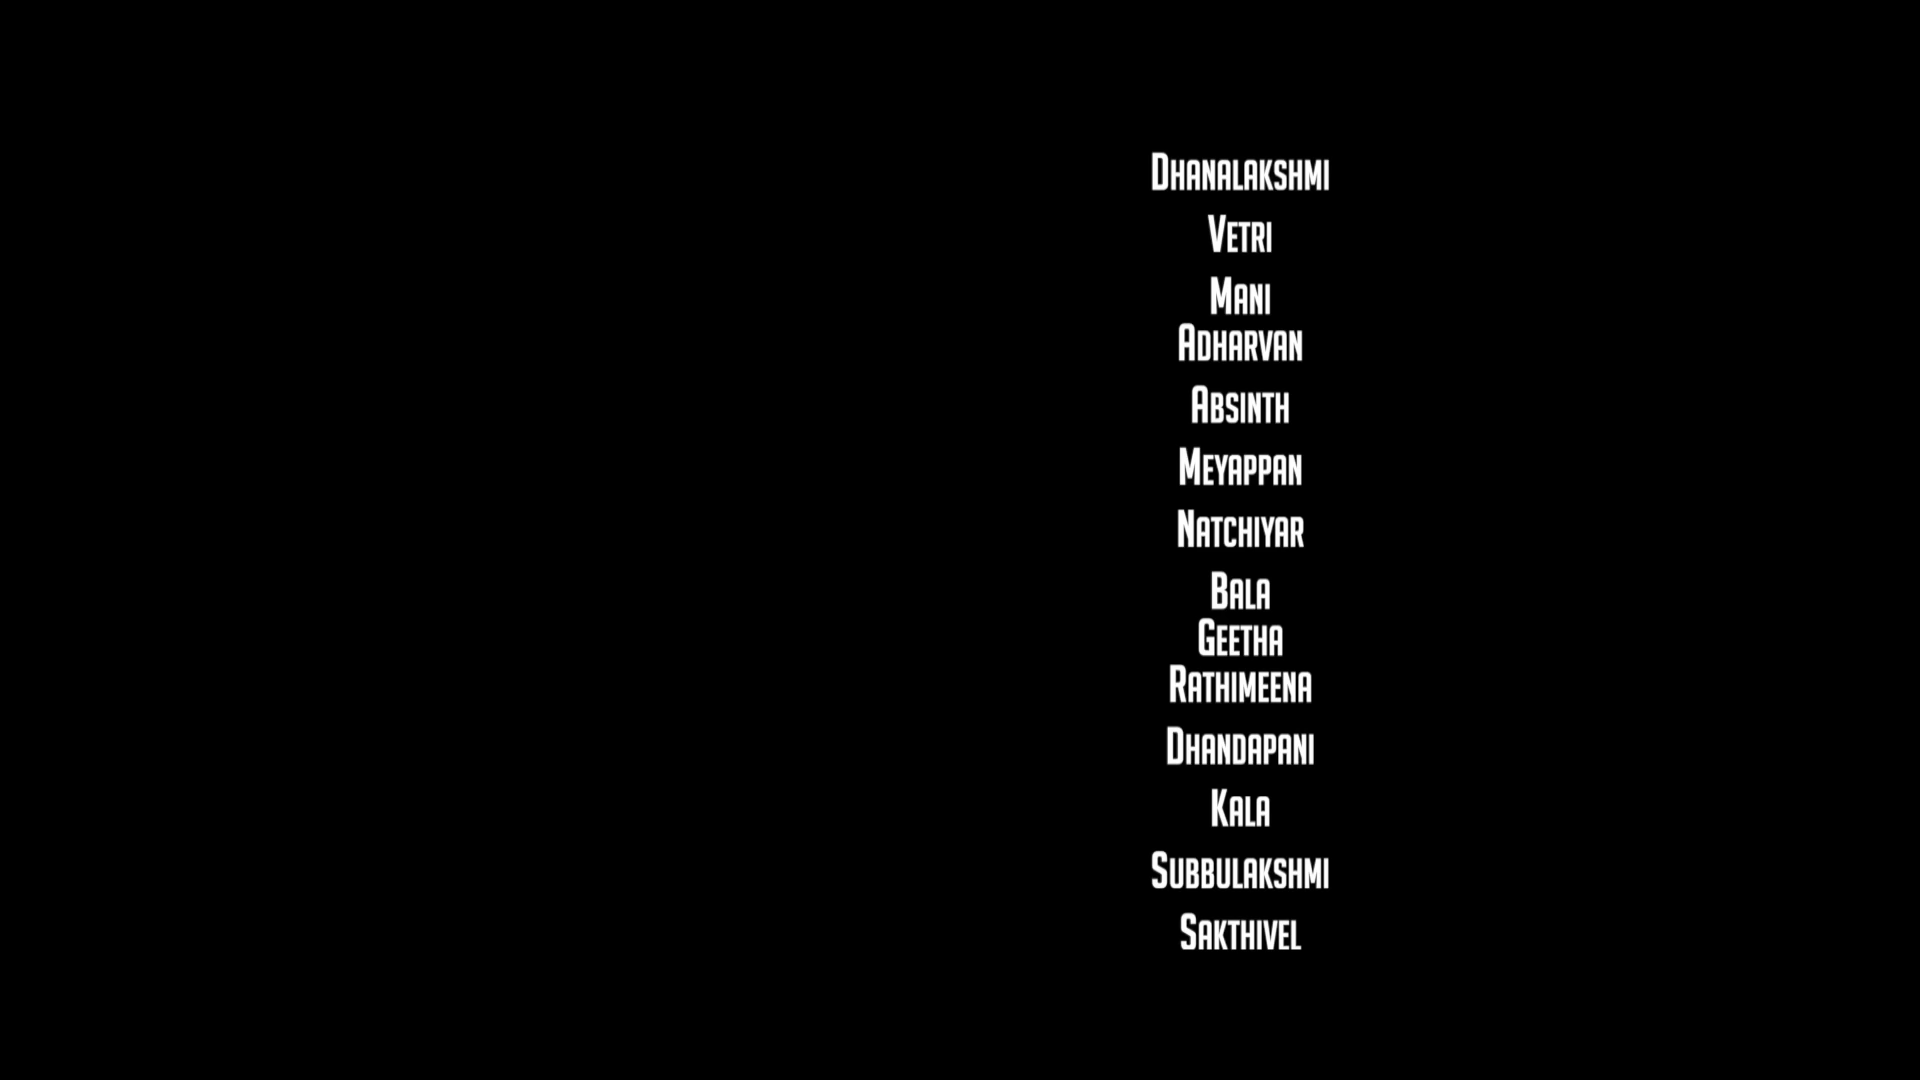 Dhanalakshmi
Vetri
Mani
Adharvan
Absinth
Meyappan
Natchiyar
Bala
Geetha
Rathimeena
Dhandapani
Kala
Subbulakshmi
Sakthivel